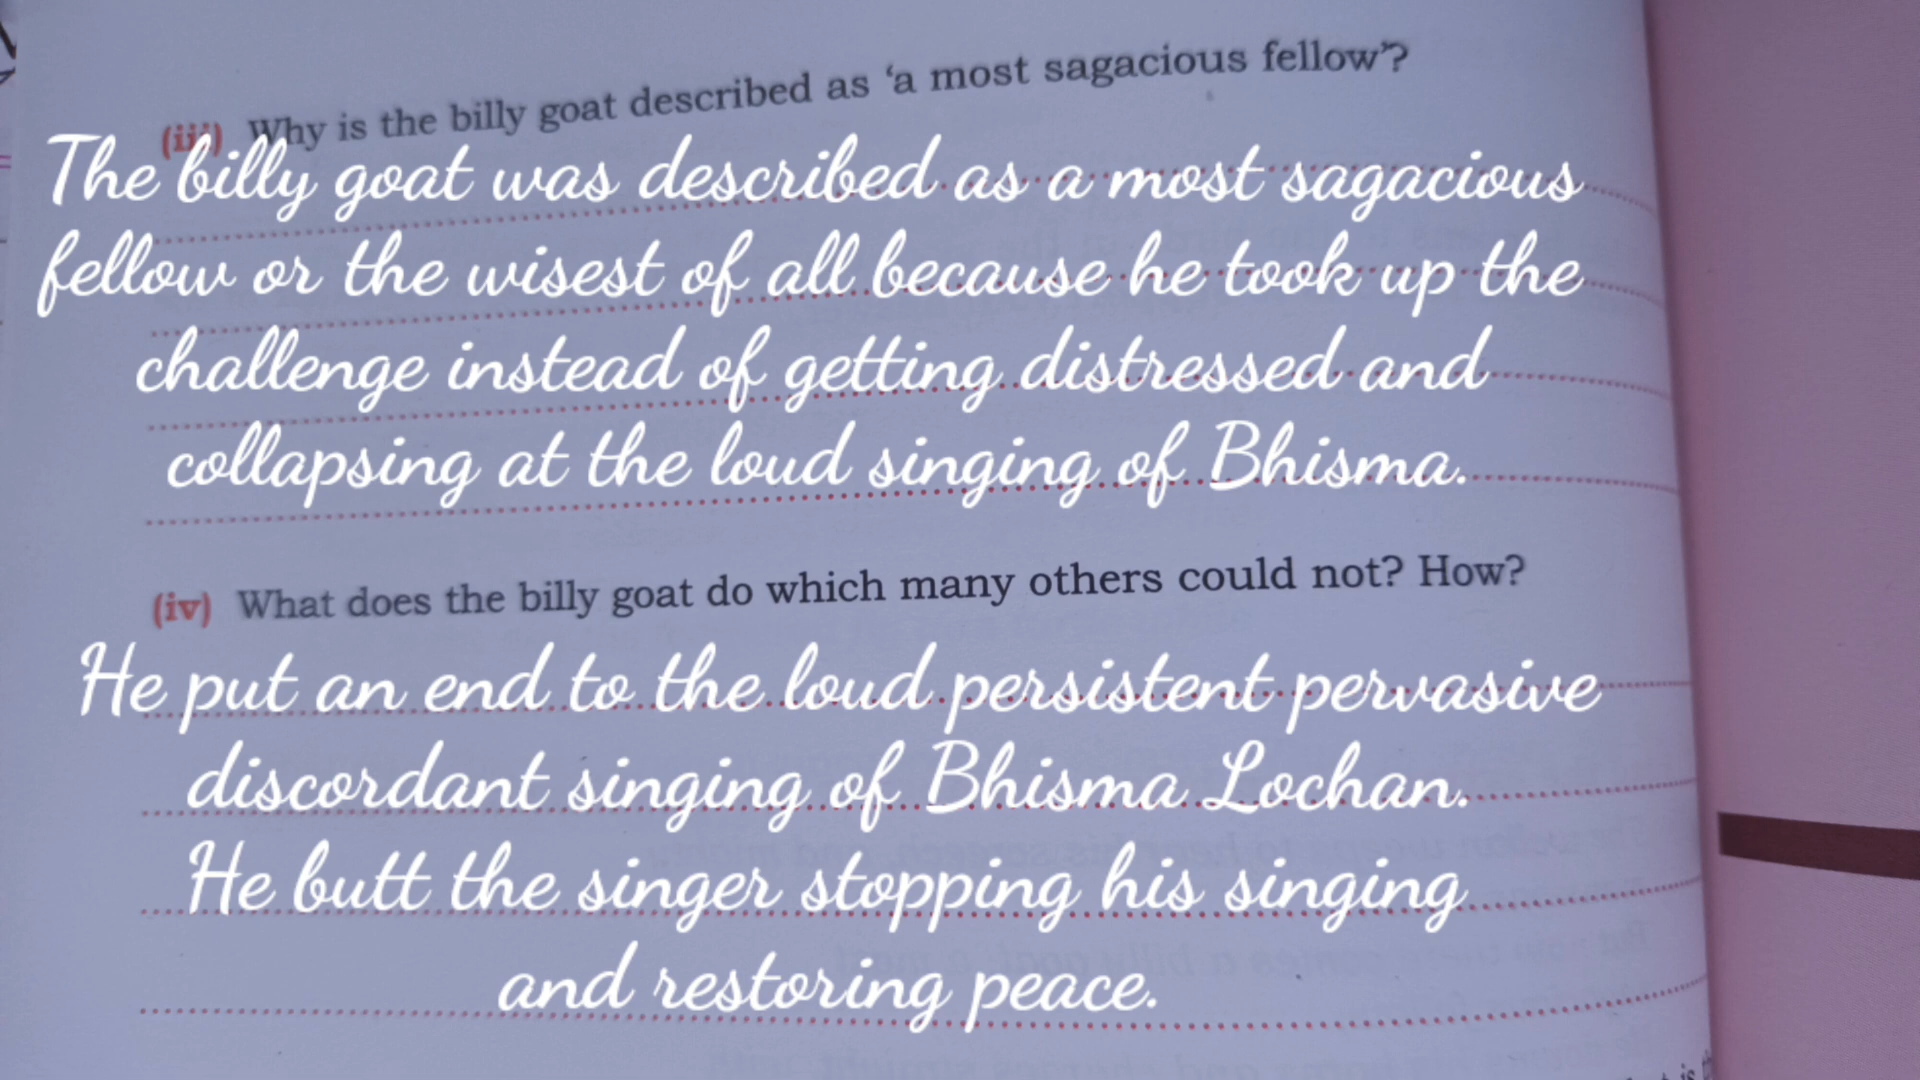 (iii) Why is the billy goat described as 'a most sagacious fellow'?
The billy goat was described as a most sagacious
fellow or the wisest of all because he took up the
challenge instead of getting distressed and
collapsing at the loud singing of Bhisma.
(iv) What does the billy goat do which many others could not? How?
He put an end to the loud persistent pervasive
discordant singing of Bhisma Lochan.
He butt the singer stopping his singing
and restoring peace.